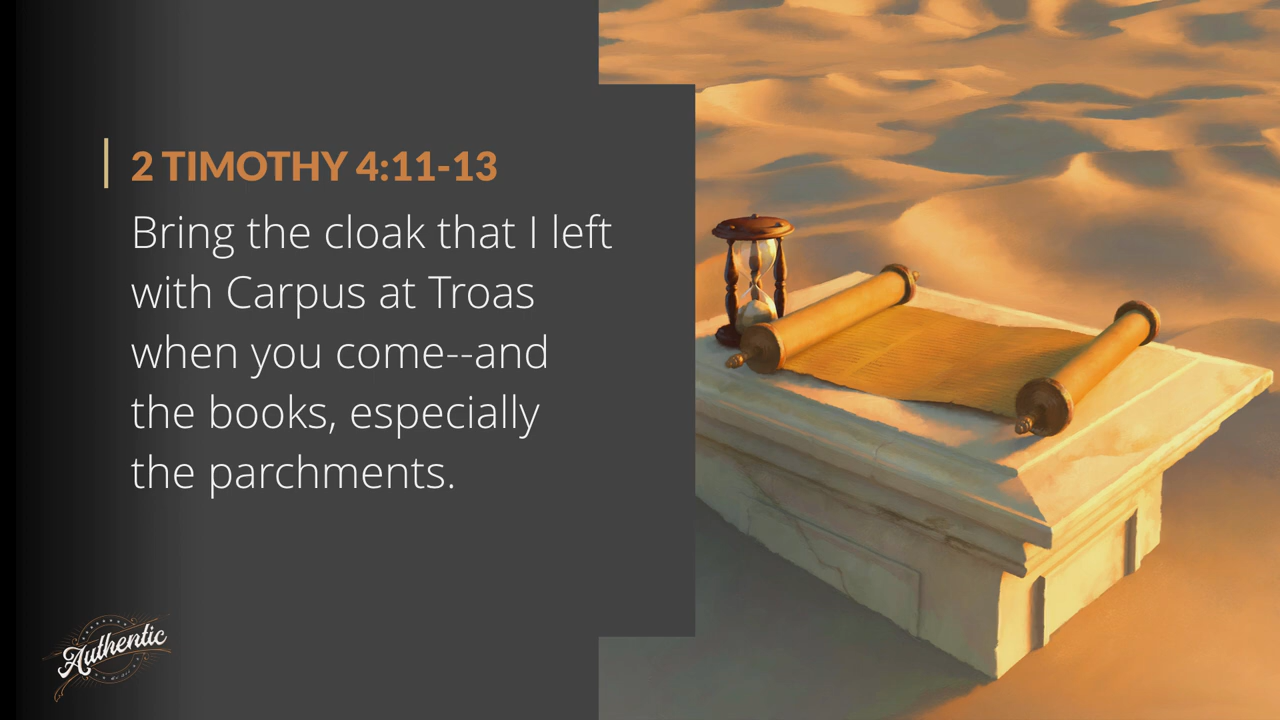 2 TIMOTHY 4:11-13
Bring the cloak that I left
with Carpus at Troas
when you come--and
the books, especially
the parchments.
Authentic